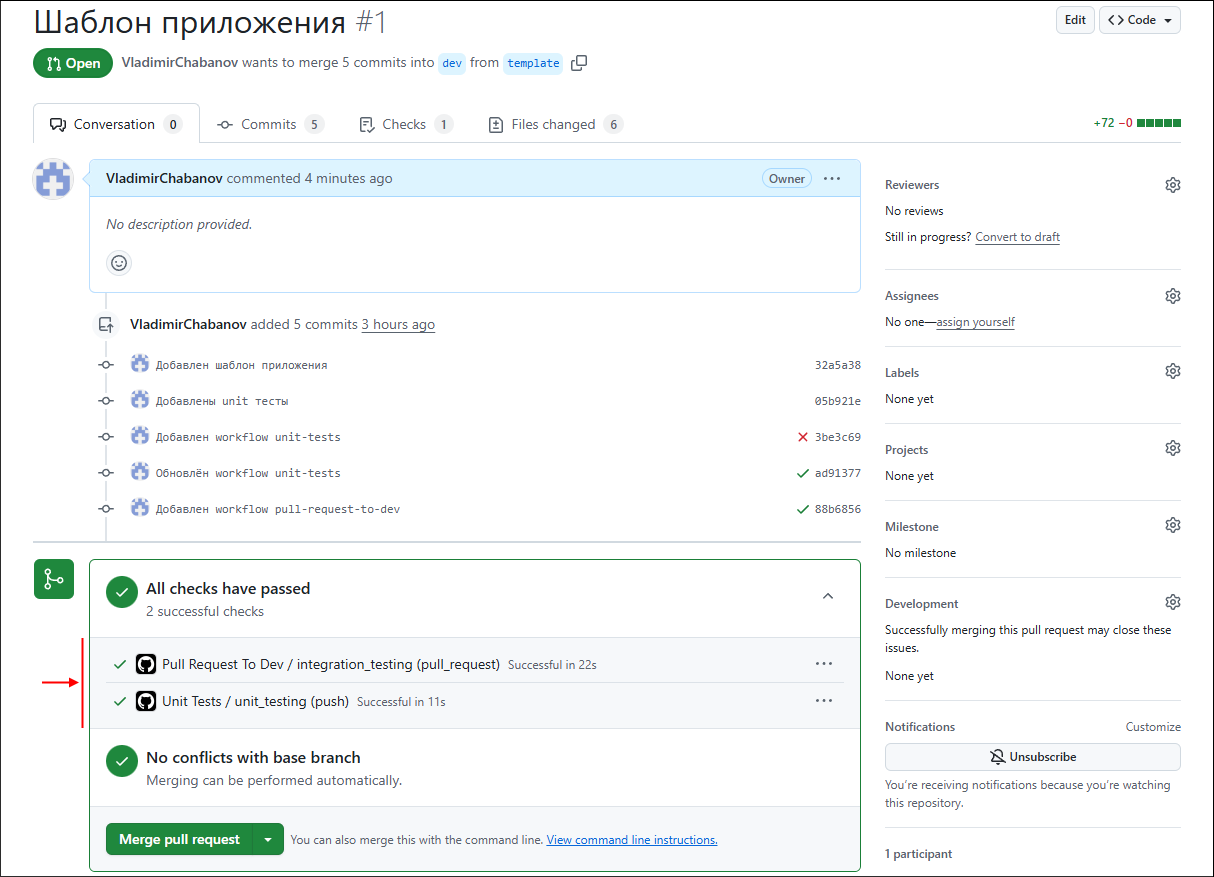 Шаблон приложения #1
Edit
Code
Open
VladimirChabanov wants to merge 5 commits into dev from template
Conversation 0
Commits 5
Checks 1
Files changed 6
+72 −0
VladimirChabanov commented 4 minutes ago
Owner
No description provided.
VladimirChabanov added 5 commits 3 hours ago
Добавлен шаблон приложения 32a5a38
Добавлены unit тесты 05b921e
Добавлен workflow unit-tests 3be3c69
Обновлён workflow unit-tests ad91377
Добавлен workflow pull-request-to-dev 88b6856
All checks have passed
2 successful checks
Pull Request To Dev / integration_testing (pull_request) Successful in 22s
Unit Tests / unit_testing (push) Successful in 11s
No conflicts with base branch
Merging can be performed automatically.
Merge pull request
You can also merge this with the command line. View command line instructions.
Reviewers
No reviews
Still in progress? Convert to draft
Assignees
No one—assign yourself
Labels
None yet
Projects
None yet
Milestone
No milestone
Development
Successfully merging this pull request may close these
issues.
None yet
Notifications
Customize
Unsubscribe
You're receiving notifications because you're watching
this repository.
1 participant